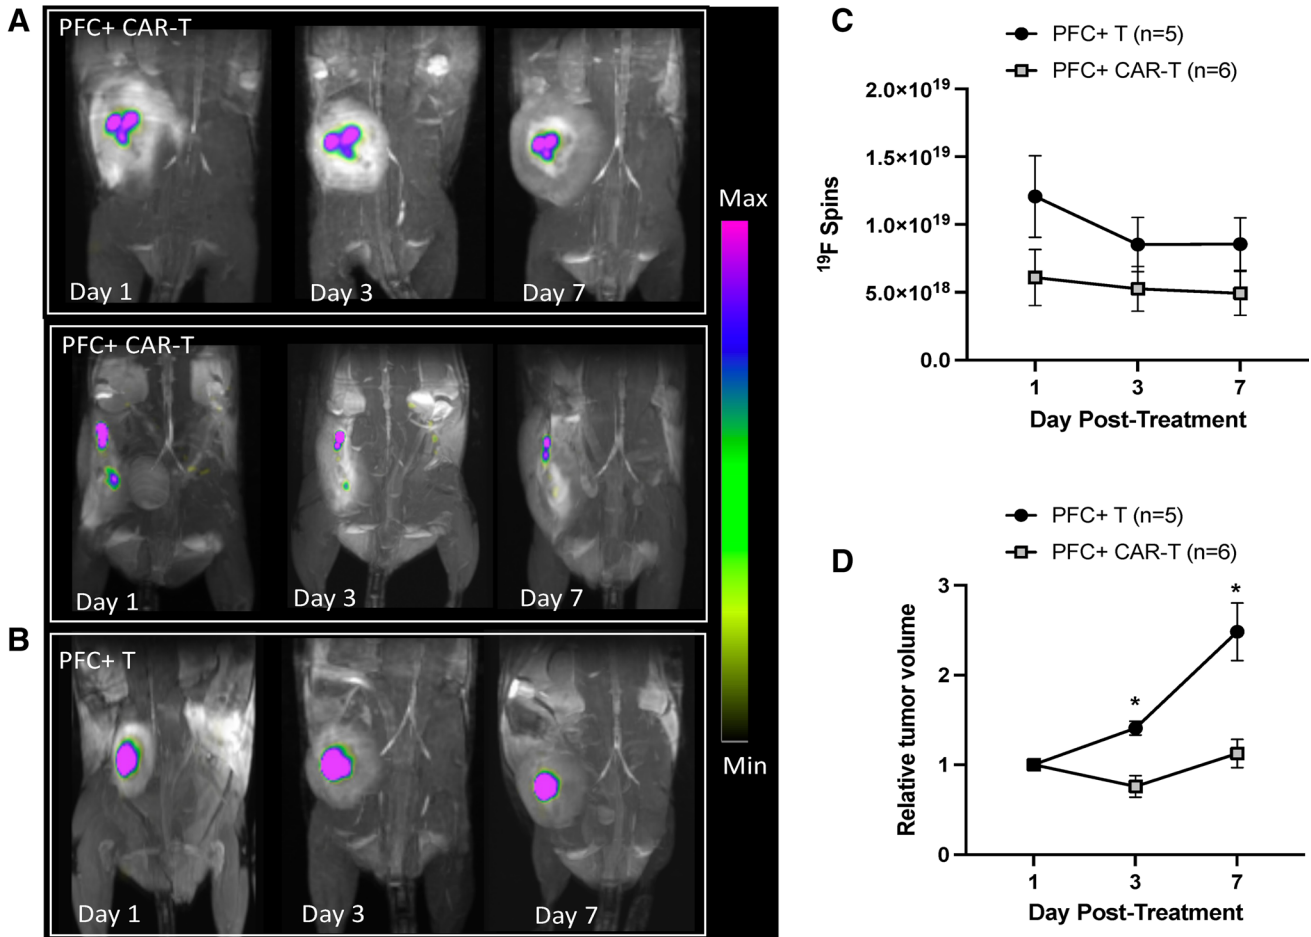 A
PFC+ CAR-T
Day 1
Day 3
Day 7
PFC+ CAR-T
Day 1
Day 3
Day 7
B
PFC+ T
Day 1
Day 3
Day 7
Max
Min
C
PFC+ T (n=5)
PFC+ CAR-T (n=6)
2.0×10¹⁹
1.5×10¹⁹
1.0×10¹⁹
5.0×10¹⁸
0.0
¹⁹F Spins
1 3 7
Day Post-Treatment
D
PFC+ T (n=5)
PFC+ CAR-T (n=6)
3
2
1
0
Relative tumor volume
*
*
1 3 7
Day Post-Treatment